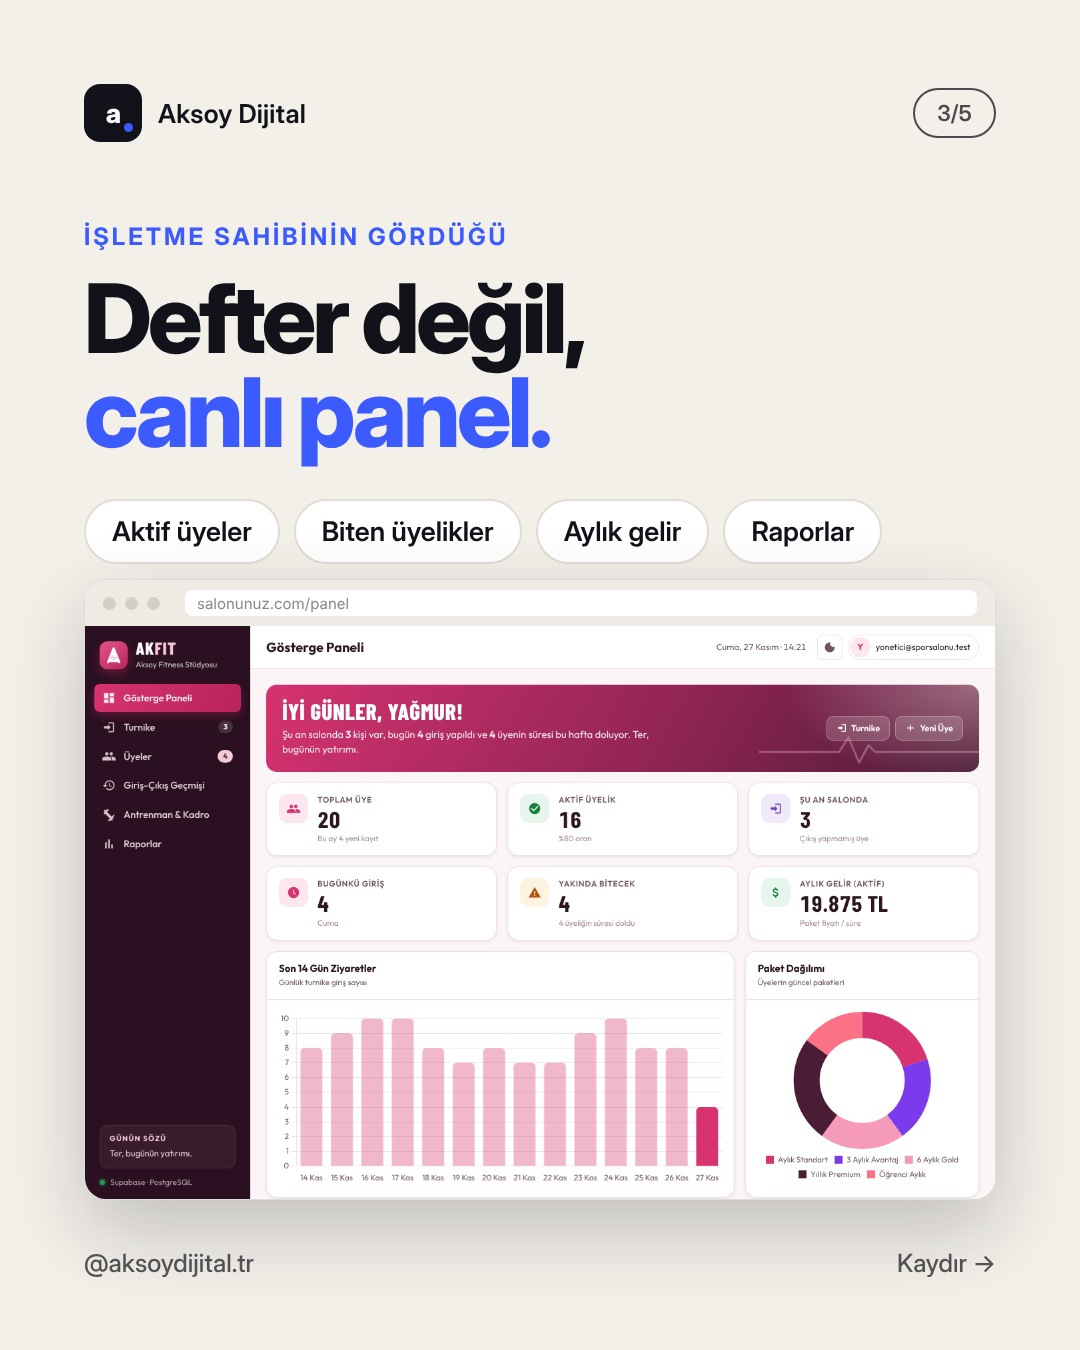 a.
Aksoy Dijital
3/5
İŞLETME SAHİBİNİN GÖRDÜĞÜ
Defter değil,
canlı panel.
Aktif üyeler
Biten üyelikler
Aylık gelir
Raporlar
salonunuz.com/panel
AKFIT
Aksoy Fitness Stüdyosu
Gösterge Paneli
Turnike 3
Üyeler 4
Giriş-Çıkış Geçmişi
Antrenman & Kadro
Raporlar
GÜNÜN SÖZÜ
Ter, bugünün yatırımı.
Supabase · PostgreSQL
Gösterge Paneli
Cuma, 27 Kasım · 14:21
Y yonetici@sporsalonu.test
İYİ GÜNLER, YAĞMUR!
Şu an salonda 3 kişi var, bugün 4 giriş yapıldı ve 4 üyenin süresi bu hafta doluyor. Ter,
bugünün yatırımı.
Turnike
+ Yeni Üye
TOPLAM ÜYE
20
Bu ay 4 yeni kayıt
AKTİF ÜYELİK
16
%80 oran
ŞU AN SALONDA
3
Çıkış yapmamış üye
BUGÜNKÜ GİRİŞ
4
Cuma
YAKINDA BİTECEK
4
4 üyeliğin süresi doldu
AYLIK GELİR (AKTİF)
19.875 TL
Paket fiyatı / süre
Son 14 Gün Ziyaretler
Günlük turnike giriş sayısı
10
9
8
7
6
5
4
3
2
1
0
14 Kas 15 Kas 16 Kas 17 Kas 18 Kas 19 Kas 20 Kas 21 Kas 22 Kas 23 Kas 24 Kas 25 Kas 26 Kas 27 Kas
Paket Dağılımı
Üyelerin güncel paketleri
Aylık Standart 3 Aylık Avantaj 6 Aylık Gold
Yıllık Premium Öğrenci Aylık
@aksoydijital.tr
Kaydır →